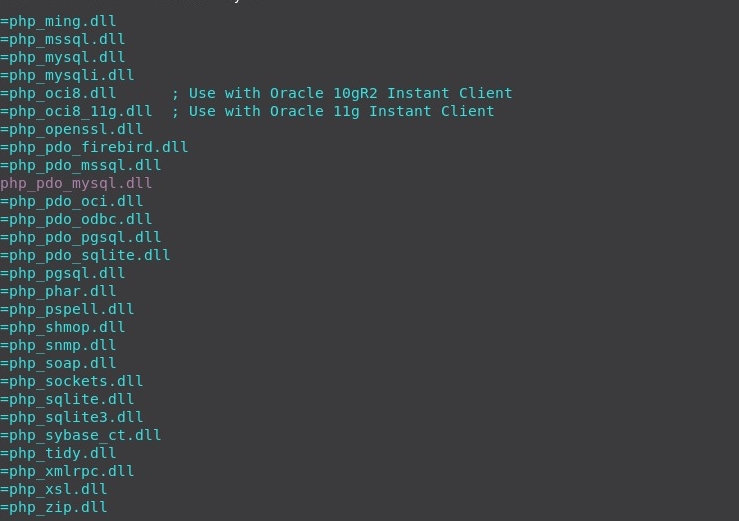 =php_ming.dll
=php_mssql.dll
=php_mysql.dll
=php_mysqli.dll
=php_oci8.dll      ; Use with Oracle 10gR2 Instant Client
=php_oci8_11g.dll  ; Use with Oracle 11g Instant Client
=php_openssl.dll
=php_pdo_firebird.dll
=php_pdo_mssql.dll
php_pdo_mysql.dll
=php_pdo_oci.dll
=php_pdo_odbc.dll
=php_pdo_pgsql.dll
=php_pdo_sqlite.dll
=php_pgsql.dll
=php_phar.dll
=php_pspell.dll
=php_shmop.dll
=php_snmp.dll
=php_soap.dll
=php_sockets.dll
=php_sqlite.dll
=php_sqlite3.dll
=php_sybase_ct.dll
=php_tidy.dll
=php_xmlrpc.dll
=php_xsl.dll
=php_zip.dll